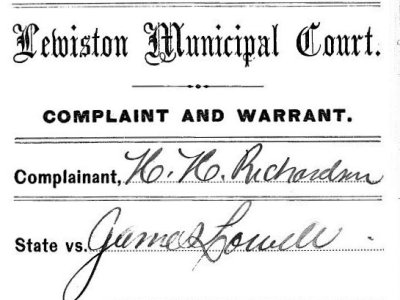 Lewiston Municipal Court.
COMPLAINT AND WARRANT.
Complainant, H. H. Richardson
State vs. James Lowell.